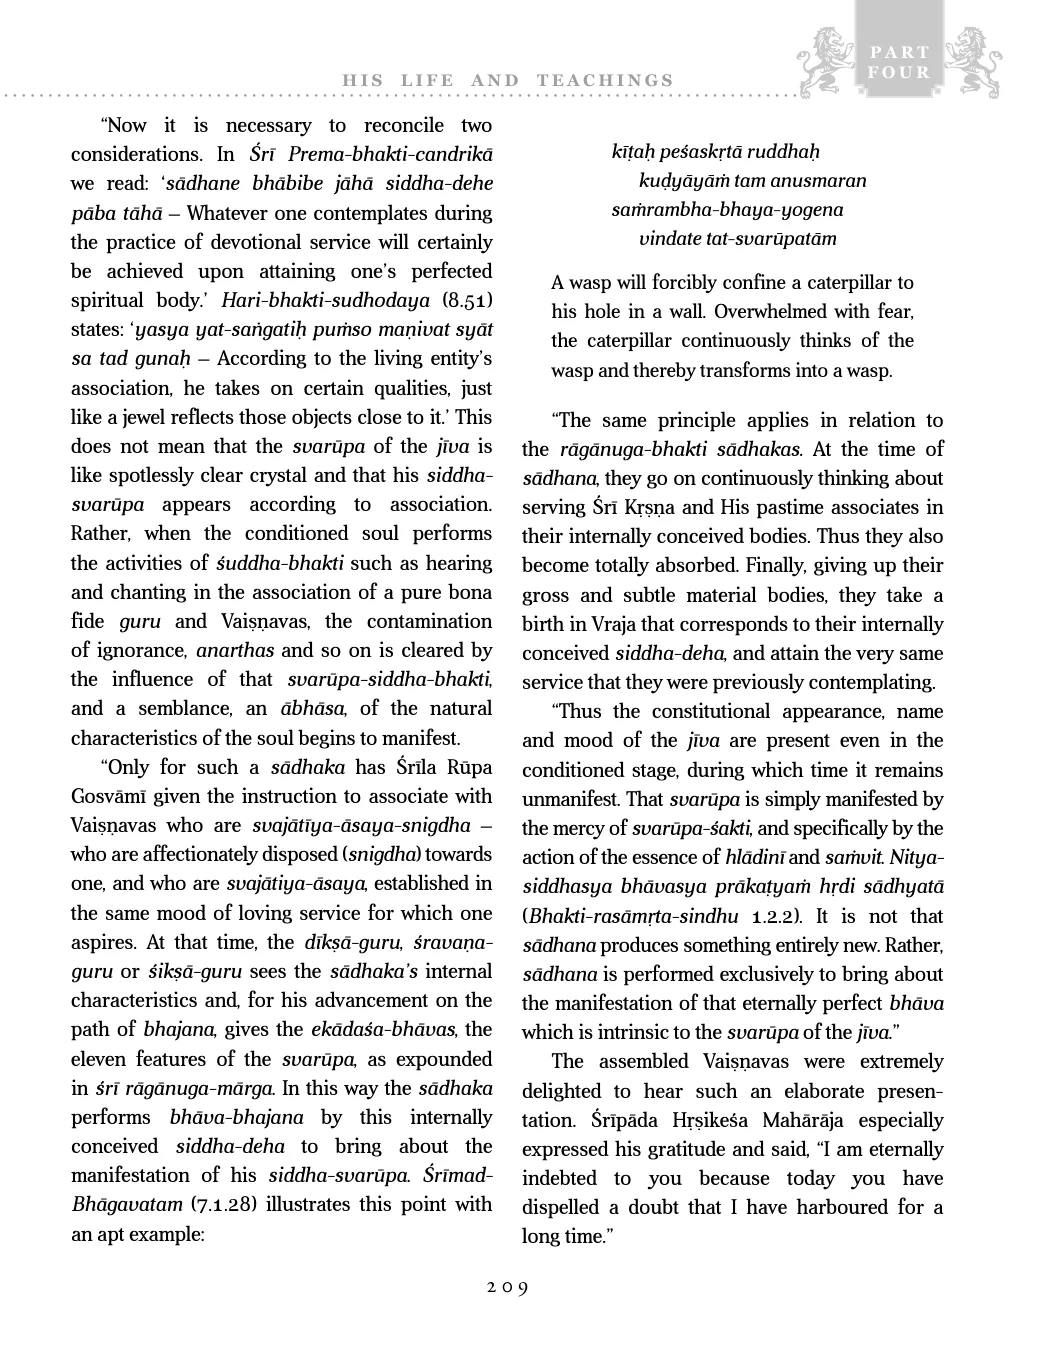 PART
FOUR
HIS LIFE AND TEACHINGS
“Now it is necessary to reconcile two
considerations. In Śrī Prema-bhakti-candrikā
we read: ‘sādhane bhābibe jāhā siddha-dehe
pāba tāhā – Whatever one contemplates during
the practice of devotional service will certainly
be achieved upon attaining one’s perfected
spiritual body.’ Hari-bhakti-sudhodaya (8.51)
states: ‘yasya yat-saṅgatiḥ puṁso maṇivat syāt
sa tad gunaḥ – According to the living entity’s
association, he takes on certain qualities, just
like a jewel reflects those objects close to it.’ This
does not mean that the svarūpa of the jīva is
like spotlessly clear crystal and that his siddha-
svarūpa appears according to association.
Rather, when the conditioned soul performs
the activities of śuddha-bhakti such as hearing
and chanting in the association of a pure bona
fide guru and Vaiṣṇavas, the contamination
of ignorance, anarthas and so on is cleared by
the influence of that svarūpa-siddha-bhakti,
and a semblance, an ābhāsa, of the natural
characteristics of the soul begins to manifest.
“Only for such a sādhaka has Śrīla Rūpa
Gosvāmī given the instruction to associate with
Vaiṣṇavas who are svajātīya-āsaya-snigdha –
who are affectionately disposed (snigdha) towards
one, and who are svajātiya-āsaya, established in
the same mood of loving service for which one
aspires. At that time, the dīkṣā-guru, śravaṇa-
guru or śikṣā-guru sees the sādhaka’s internal
characteristics and, for his advancement on the
path of bhajana, gives the ekādaśa-bhāvas, the
eleven features of the svarūpa, as expounded
in śrī rāgānuga-mārga. In this way the sādhaka
performs bhāva-bhajana by this internally
conceived siddha-deha to bring about the
manifestation of his siddha-svarūpa. Śrīmad-
Bhāgavatam (7.1.28) illustrates this point with
an apt example:
kīṭaḥ peśaskṛtā ruddhaḥ
kuḍyāyāṁ tam anusmaran
saṁrambha-bhaya-yogena
vindate tat-svarūpatām
A wasp will forcibly confine a caterpillar to
his hole in a wall. Overwhelmed with fear,
the caterpillar continuously thinks of the
wasp and thereby transforms into a wasp.
“The same principle applies in relation to
the rāgānuga-bhakti sādhakas. At the time of
sādhana, they go on continuously thinking about
serving Śrī Kṛṣṇa and His pastime associates in
their internally conceived bodies. Thus they also
become totally absorbed. Finally, giving up their
gross and subtle material bodies, they take a
birth in Vraja that corresponds to their internally
conceived siddha-deha, and attain the very same
service that they were previously contemplating.
“Thus the constitutional appearance, name
and mood of the jīva are present even in the
conditioned stage, during which time it remains
unmanifest. That svarūpa is simply manifested by
the mercy of svarūpa-śakti, and specifically by the
action of the essence of hlādinī and saṁvit. Nitya-
siddhasya bhāvasya prākaṭyaṁ hṛdi sādhyatā
(Bhakti-rasāmṛta-sindhu 1.2.2). It is not that
sādhana produces something entirely new. Rather,
sādhana is performed exclusively to bring about
the manifestation of that eternally perfect bhāva
which is intrinsic to the svarūpa of the jīva.”
The assembled Vaiṣṇavas were extremely
delighted to hear such an elaborate presen-
tation. Śrīpāda Hṛṣikeśa Mahārāja especially
expressed his gratitude and said, “I am eternally
indebted to you because today you have
dispelled a doubt that I have harboured for a
long time.”
209